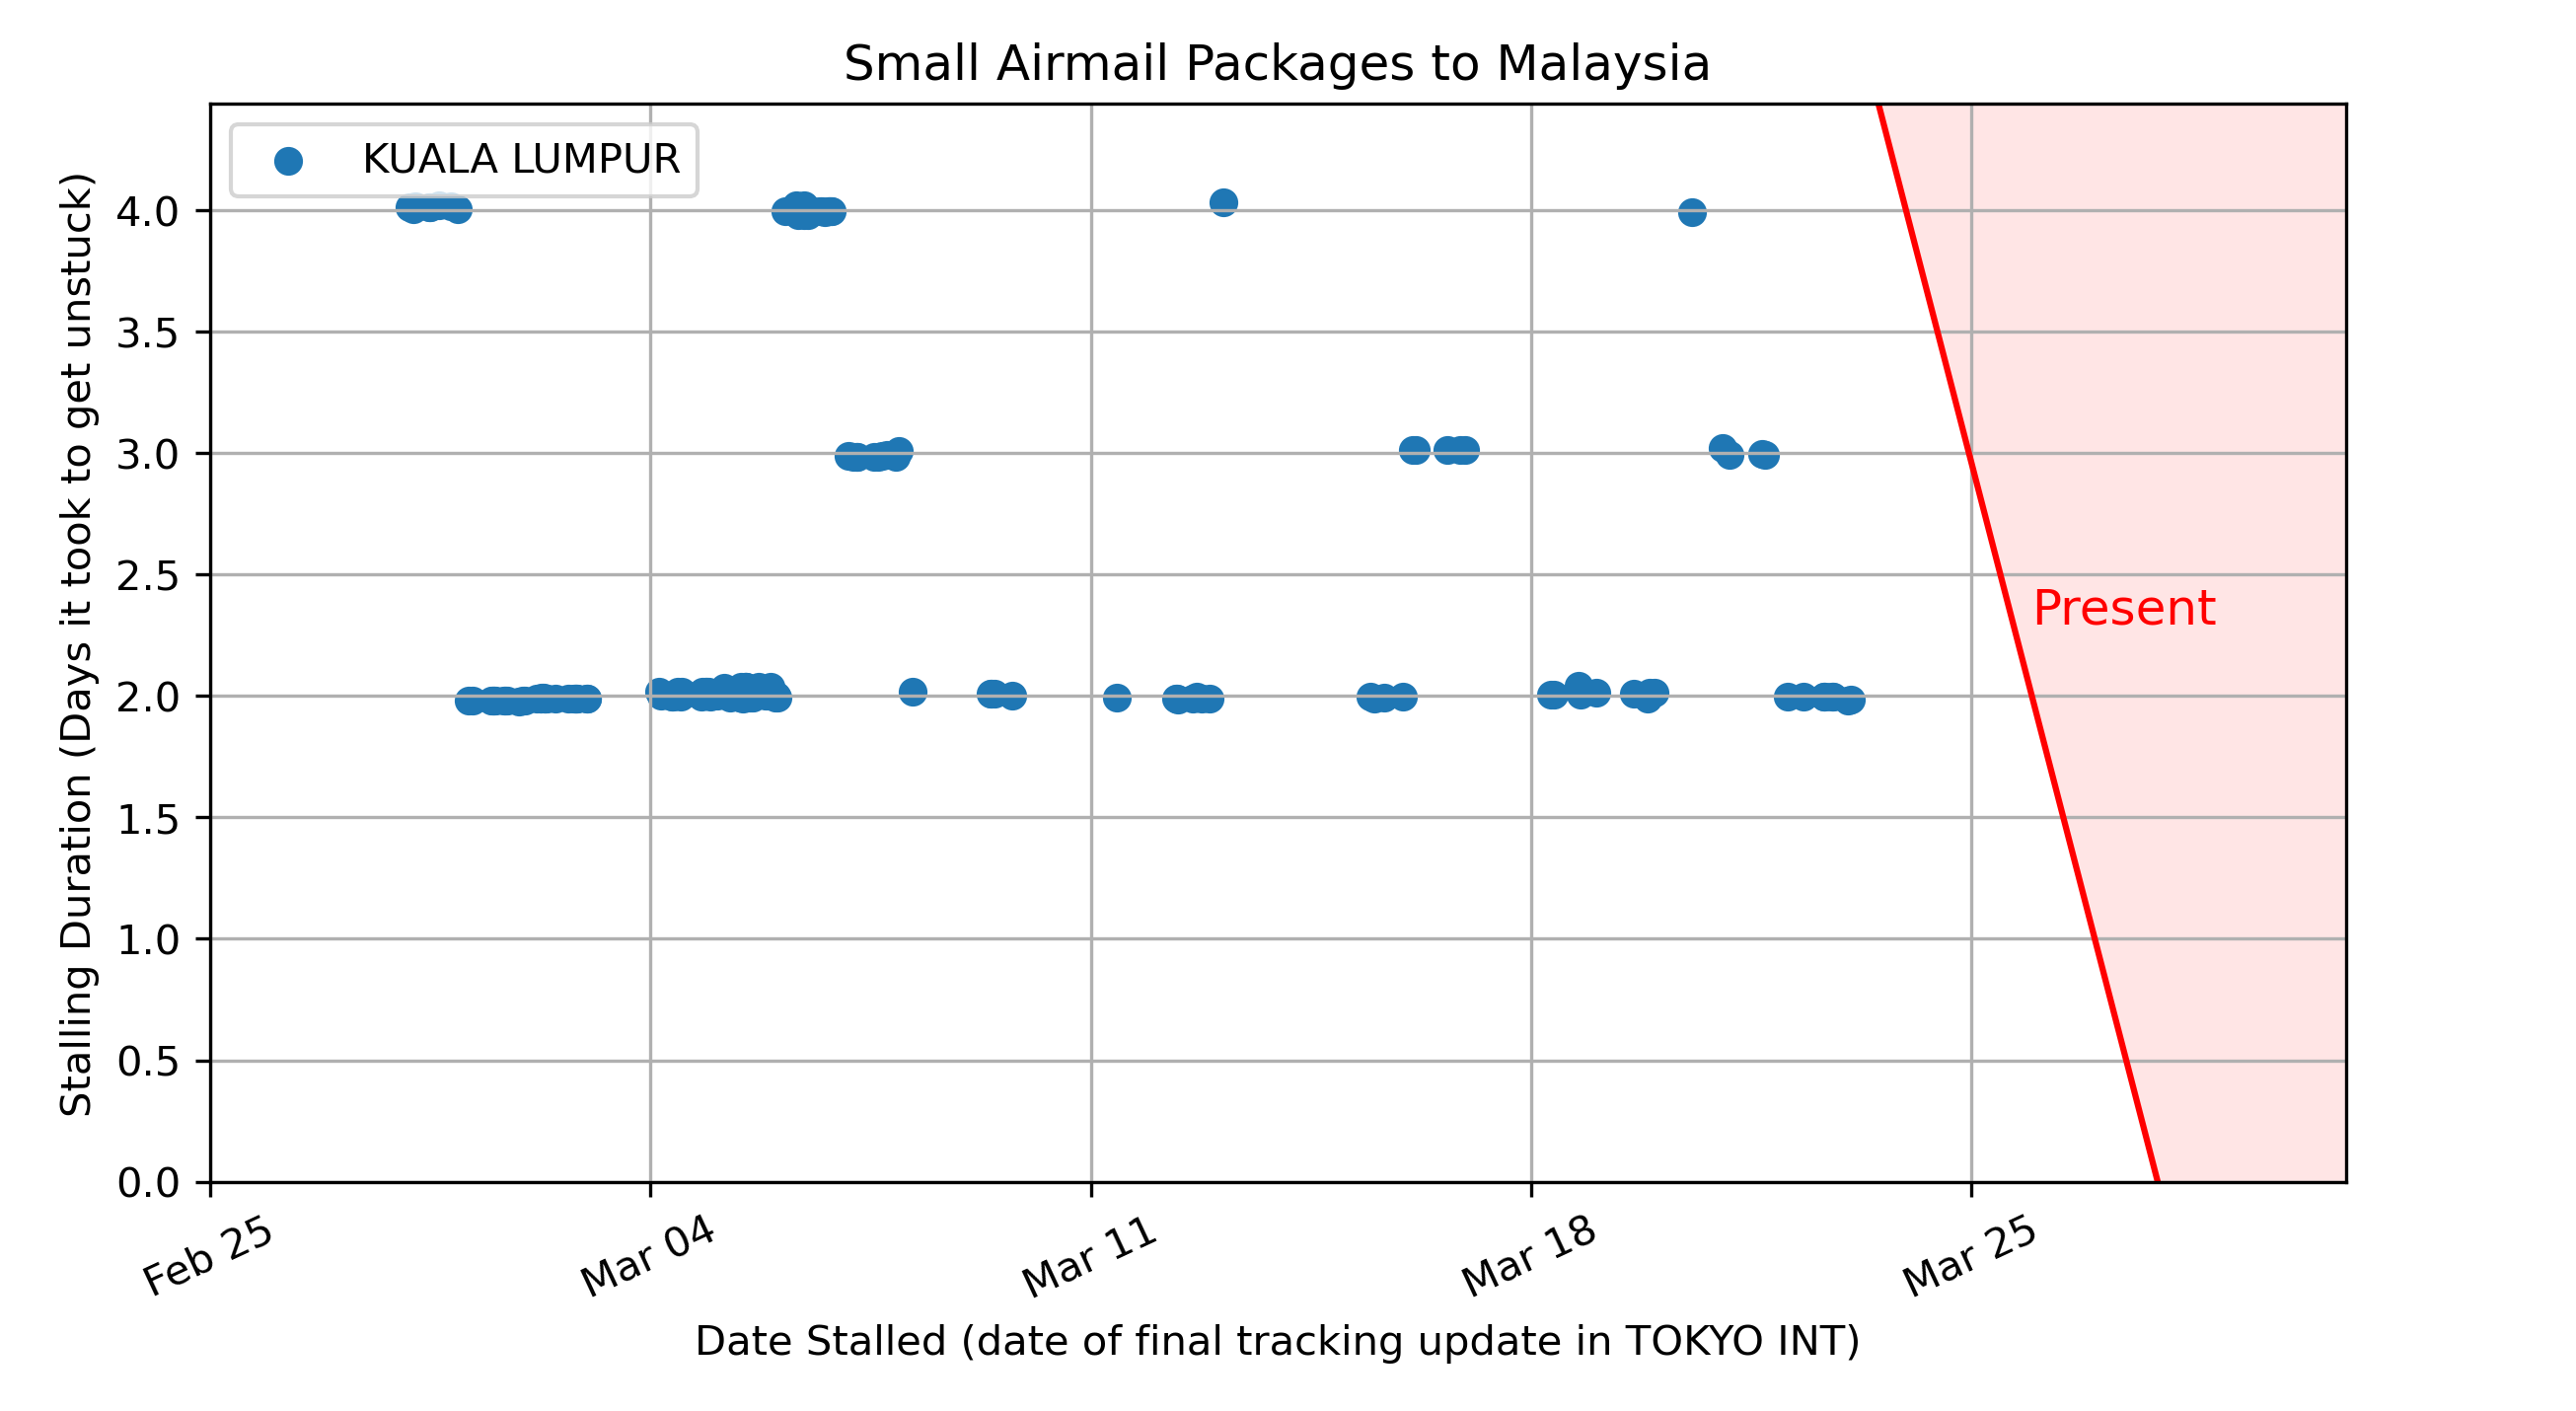 Small Airmail Packages to Malaysia
KUALA LUMPUR
Stalling Duration (Days it took to get unstuck)
4.0
3.5
3.0
2.5
2.0
1.5
1.0
0.5
0.0
Present
Feb 25
Mar 04
Mar 11
Mar 18
Mar 25
Date Stalled (date of final tracking update in TOKYO INT)